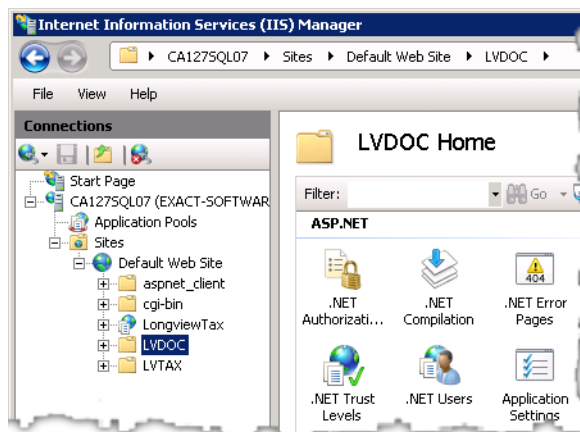 Internet Information Services (IIS) Manager
CA127SQL07 Sites Default Web Site LVDOC
File View Help
Connections
Start Page
CA127SQL07 (EXACT-SOFTWAR
Application Pools
Sites
Default Web Site
aspnet_client
cgi-bin
LongviewTax
LVDOC
LVTAX
LVDOC Home
Filter: Go
ASP.NET
.NET Authorizati...
.NET Compilation
404
.NET Error Pages
.NET Trust Levels
.NET Users
Application Settings